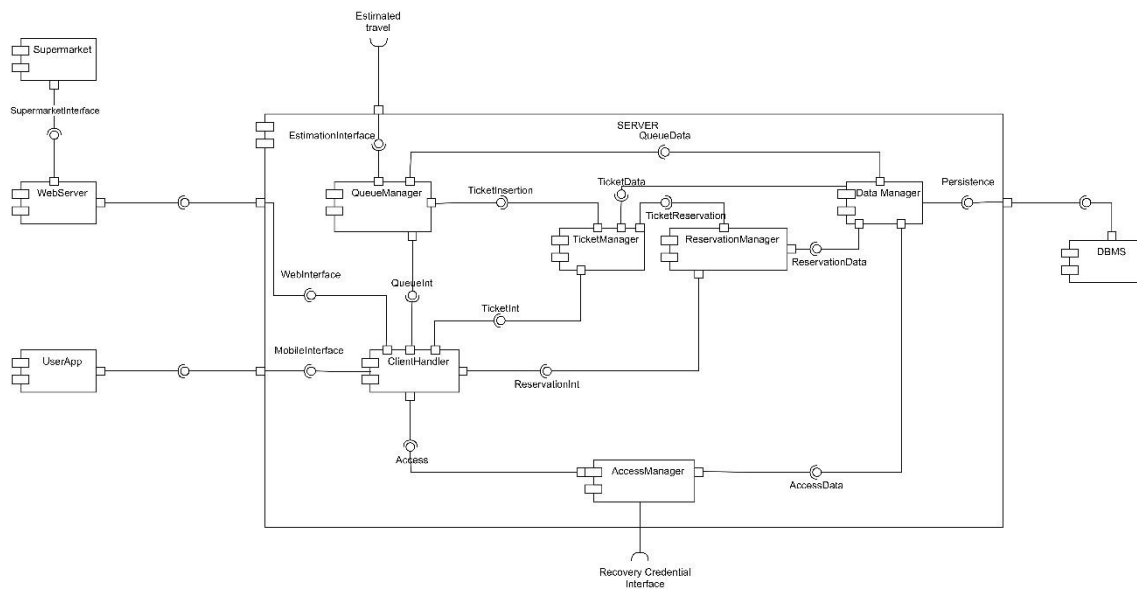 Estimated
travel
Supermarket
SupermarketInterface
EstimationInterface
SERVER
QueueData
WebServer
QueueManager
TicketInsertion
TicketData
Data Manager
Persistence
TicketReservation
TicketManager
ReservationManager
DBMS
ReservationData
WebInterface
QueueInt
TicketInt
UserApp
MobileInterface
ClientHandler
ReservationInt
Access
AccessManager
AccessData
Recovery Credential
Interface